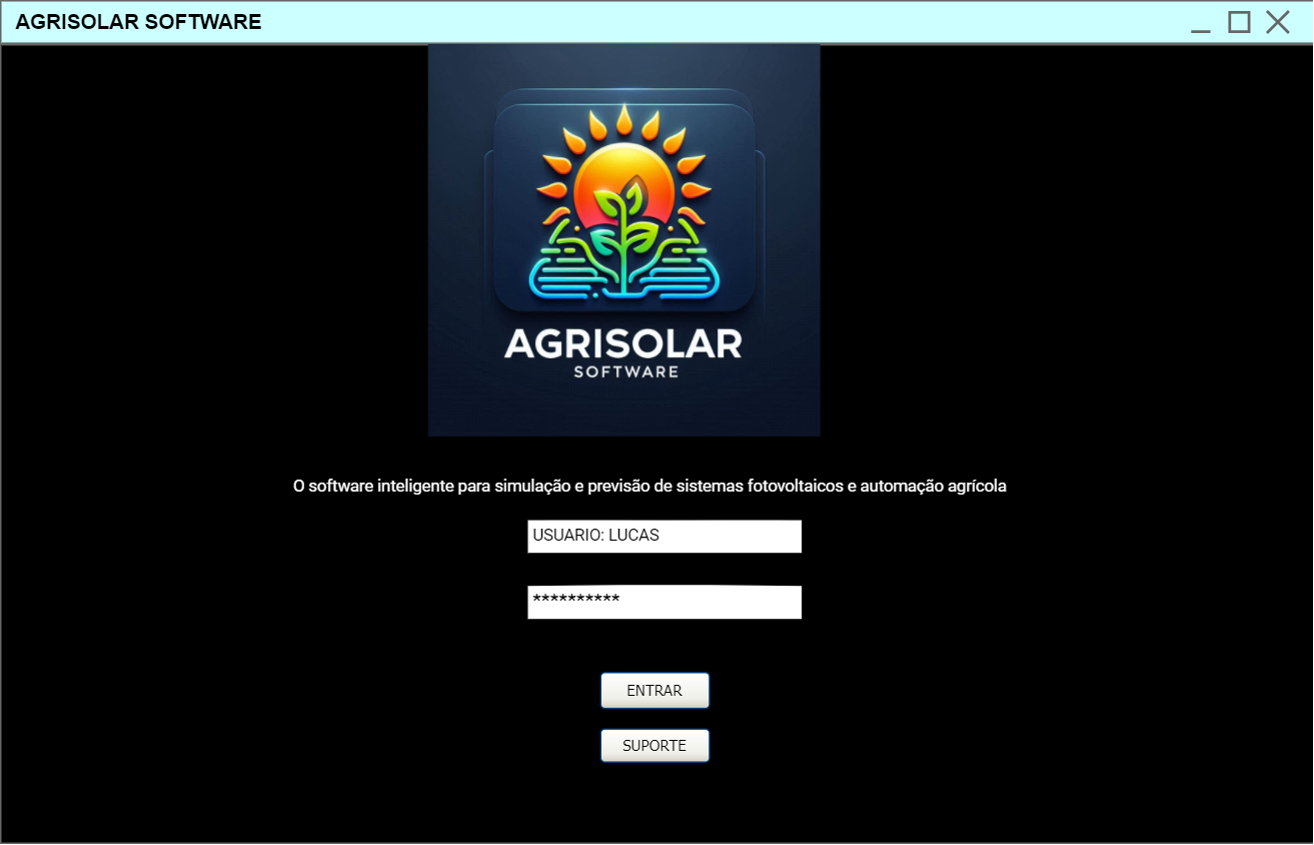 AGRISOLAR SOFTWARE
AGRISOLAR
SOFTWARE
O software inteligente para simulação e previsão de sistemas fotovoltaicos e automação agrícola
USUARIO: LUCAS
**********
ENTRAR
SUPORTE